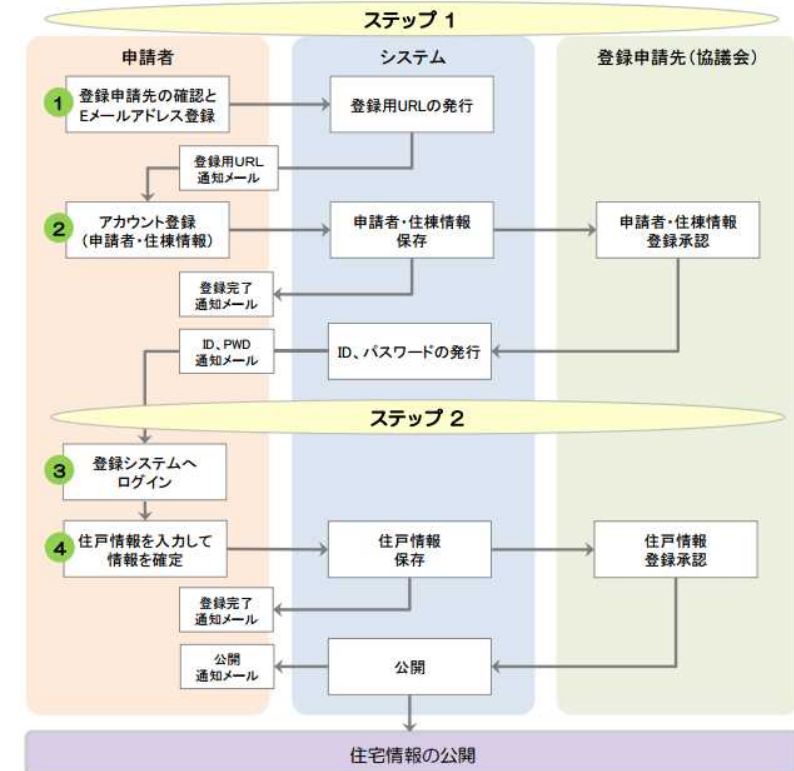 ステップ 1
申請者
システム
登録申請先(協議会)
1
登録申請先の確認と
Eメールアドレス登録
登録用URLの発行
登録用URL
通知メール
2
アカウント登録
(申請者・住棟情報)
申請者・住棟情報
保存
申請者・住棟情報
登録承認
登録完了
通知メール
ID、PWD
通知メール
ID、パスワードの発行
ステップ 2
3
登録システムへ
ログイン
4
住戸情報を入力して
情報を確定
住戸情報
保存
住戸情報
登録承認
登録完了
通知メール
公開
通知メール
公開
住宅情報の公開